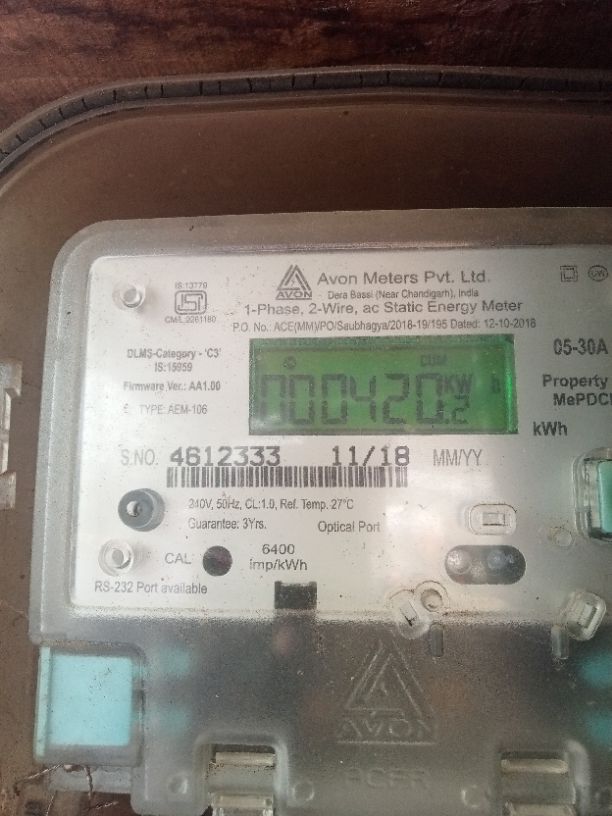 IS:13779
ISI
CM/L 9261180
AVON
Avon Meters Pvt. Ltd.
Dera Bassi (Near Chandigarh), India
1-Phase, 2-Wire, ac Static Energy Meter
P.O. No.: ACE(MM)/PO/Saubhagya/2018-19/195 Dated: 12-10-2018
DLMS-Category - 'C3'
IS:15959
Firmware Ver.: AA1.00
TYPE: AEM-106
CUM
000420.2 KW
05-30A
Property
MePDCL
kWh
S.NO. 4612333 11/18 MM/YY
240V, 50Hz, CL:1.0, Ref. Temp. 27°C
Guarantee: 3Yrs.
Optical Port
CAL
6400
imp/kWh
RS-232 Port available
AVON